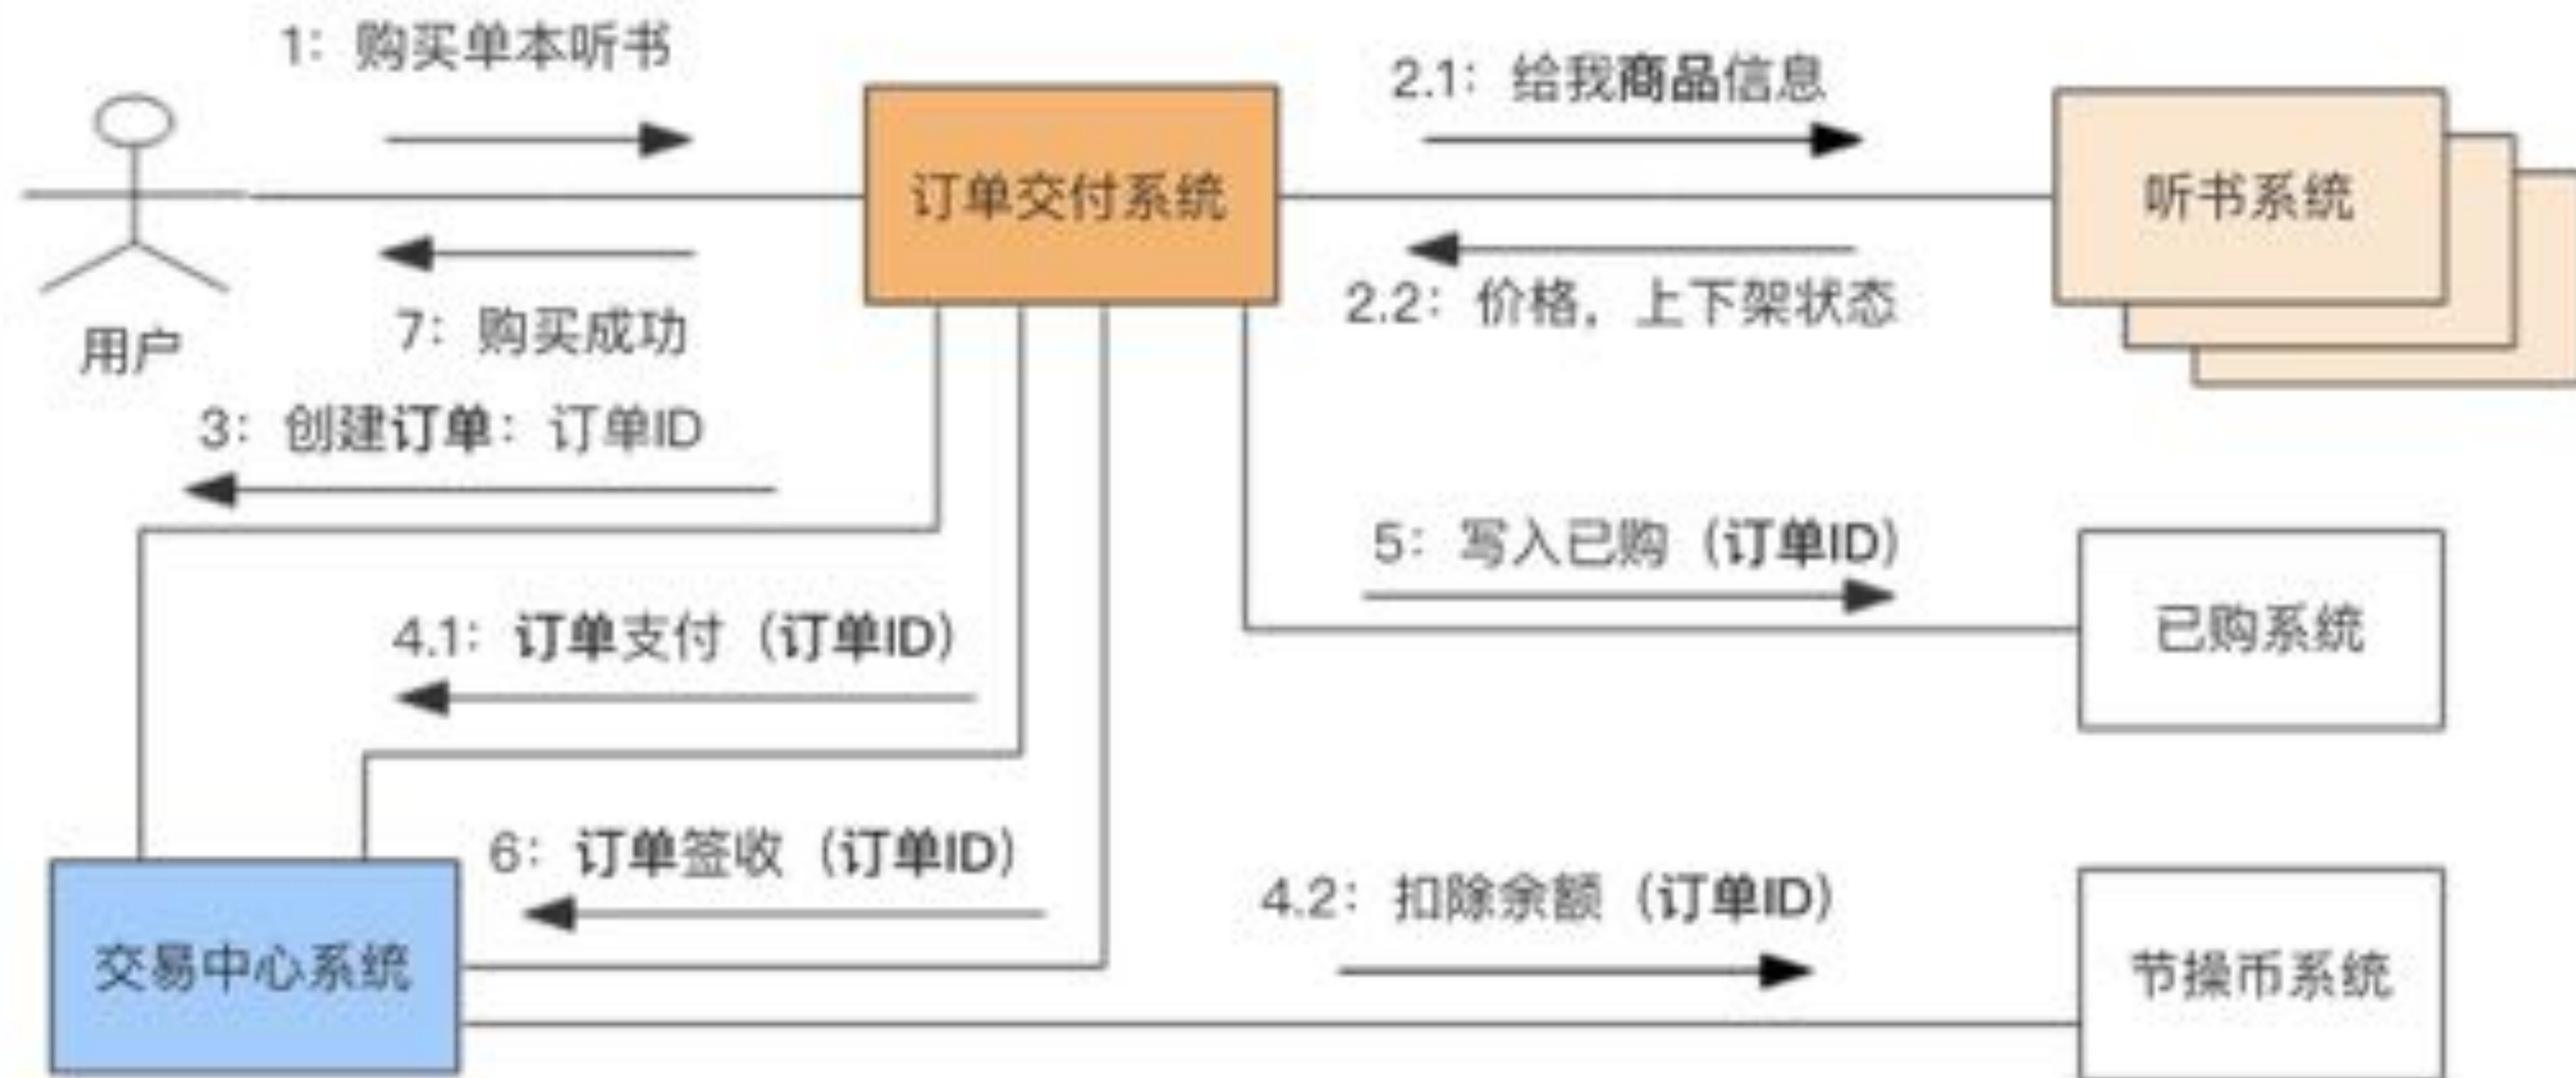 1：购买单本听书
2.1：给我商品信息
订单交付系统
听书系统
2.2：价格，上下架状态
7：购买成功
用户
3：创建订单：订单ID
5：写入已购（订单ID）
已购系统
4.1：订单支付（订单ID）
6：订单签收（订单ID）
4.2：扣除余额（订单ID）
交易中心系统
节操币系统